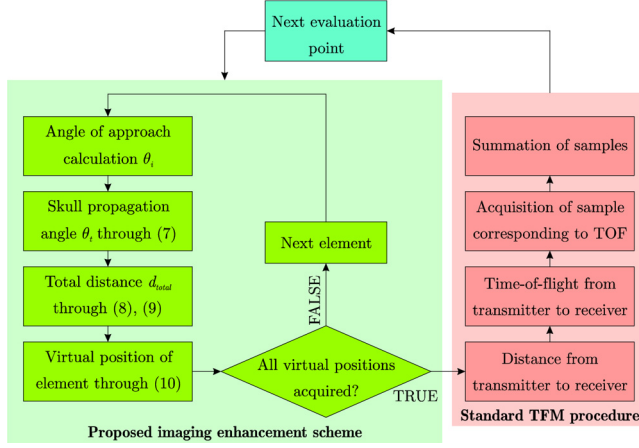 Next evaluation
point
Angle of approach
calculation θi
Skull propagation
angle θt through (7)
Total distance dtotal
through (8), (9)
Virtual position of
element through (10)
Next element
FALSE
All virtual positions
acquired?
TRUE
Proposed imaging enhancement scheme
Summation of samples
Acquisition of sample
corresponding to TOF
Time-of-flight from
transmitter to receiver
Distance from
transmitter to receiver
Standard TFM procedure